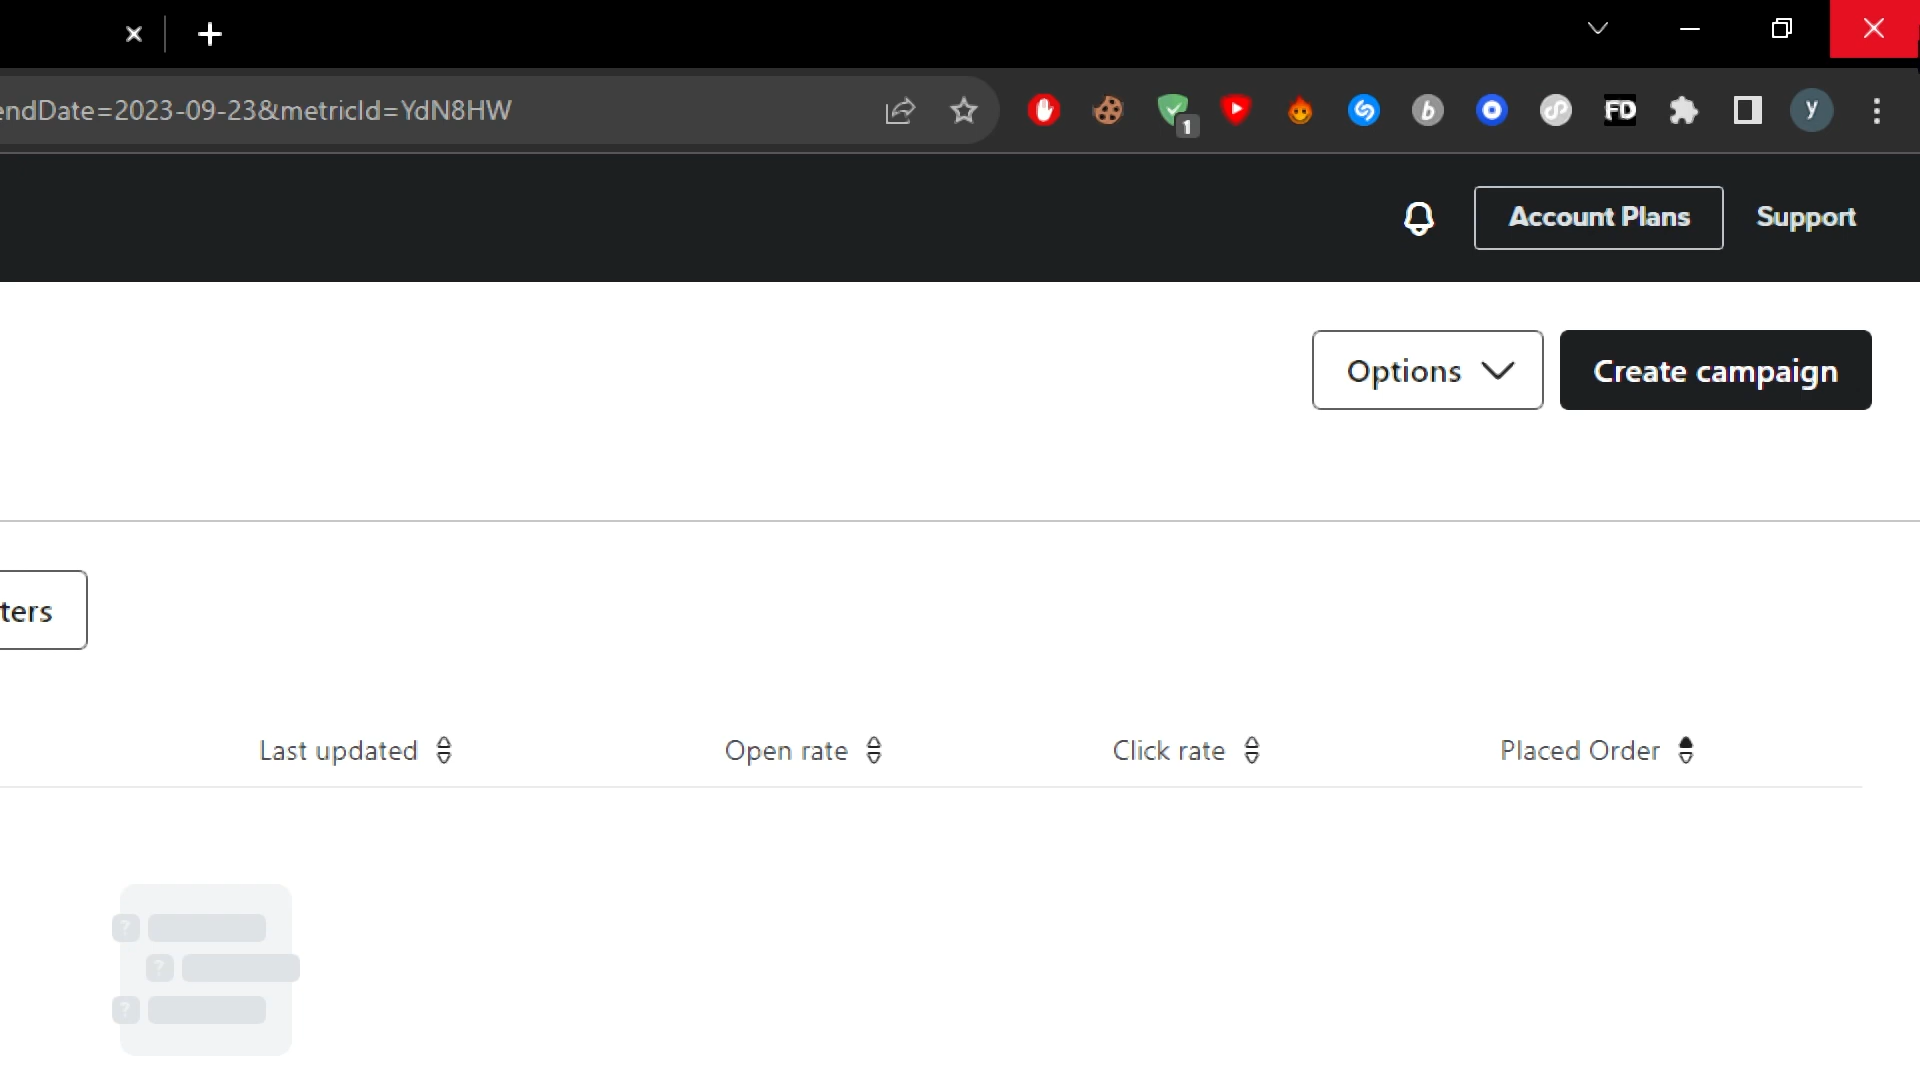 endDate=2023-09-23&metricId=YdN8HW
1
b
FD
y
Account Plans
Support
Options
Create campaign
ters
Last updated
Open rate
Click rate
Placed Order
?
?
?